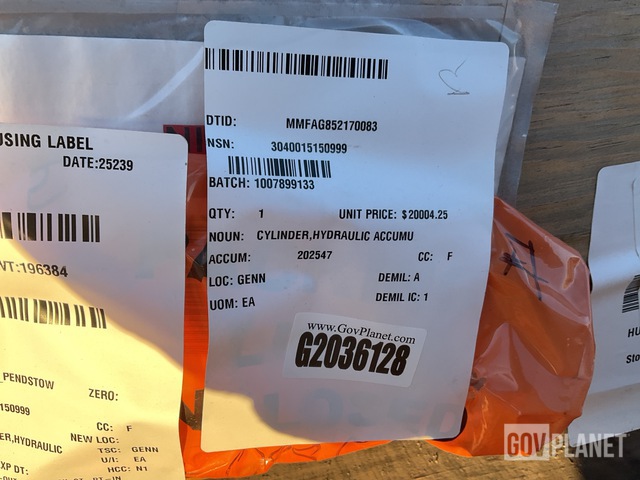 USING LABEL
DATE:25239
VT:196384
PENDSTOW
ZERO:
150999
CC: F
DER,HYDRAULIC
NEW LOC:
TSC: GENN
XP DT:
U/I: EA
HCC: N1
DTID: MMFAG852170083
NSN: 3040015150999
BATCH: 1007899133
QTY: 1 UNIT PRICE: $20004.25
NOUN: CYLINDER,HYDRAULIC ACCUMU
ACCUM: 202547 CC: F
LOC: GENN DEMIL: A
UOM: EA DEMIL IC: 1
www.GovPlanet.com
G2036128
HU
Sto
GOVPLANET